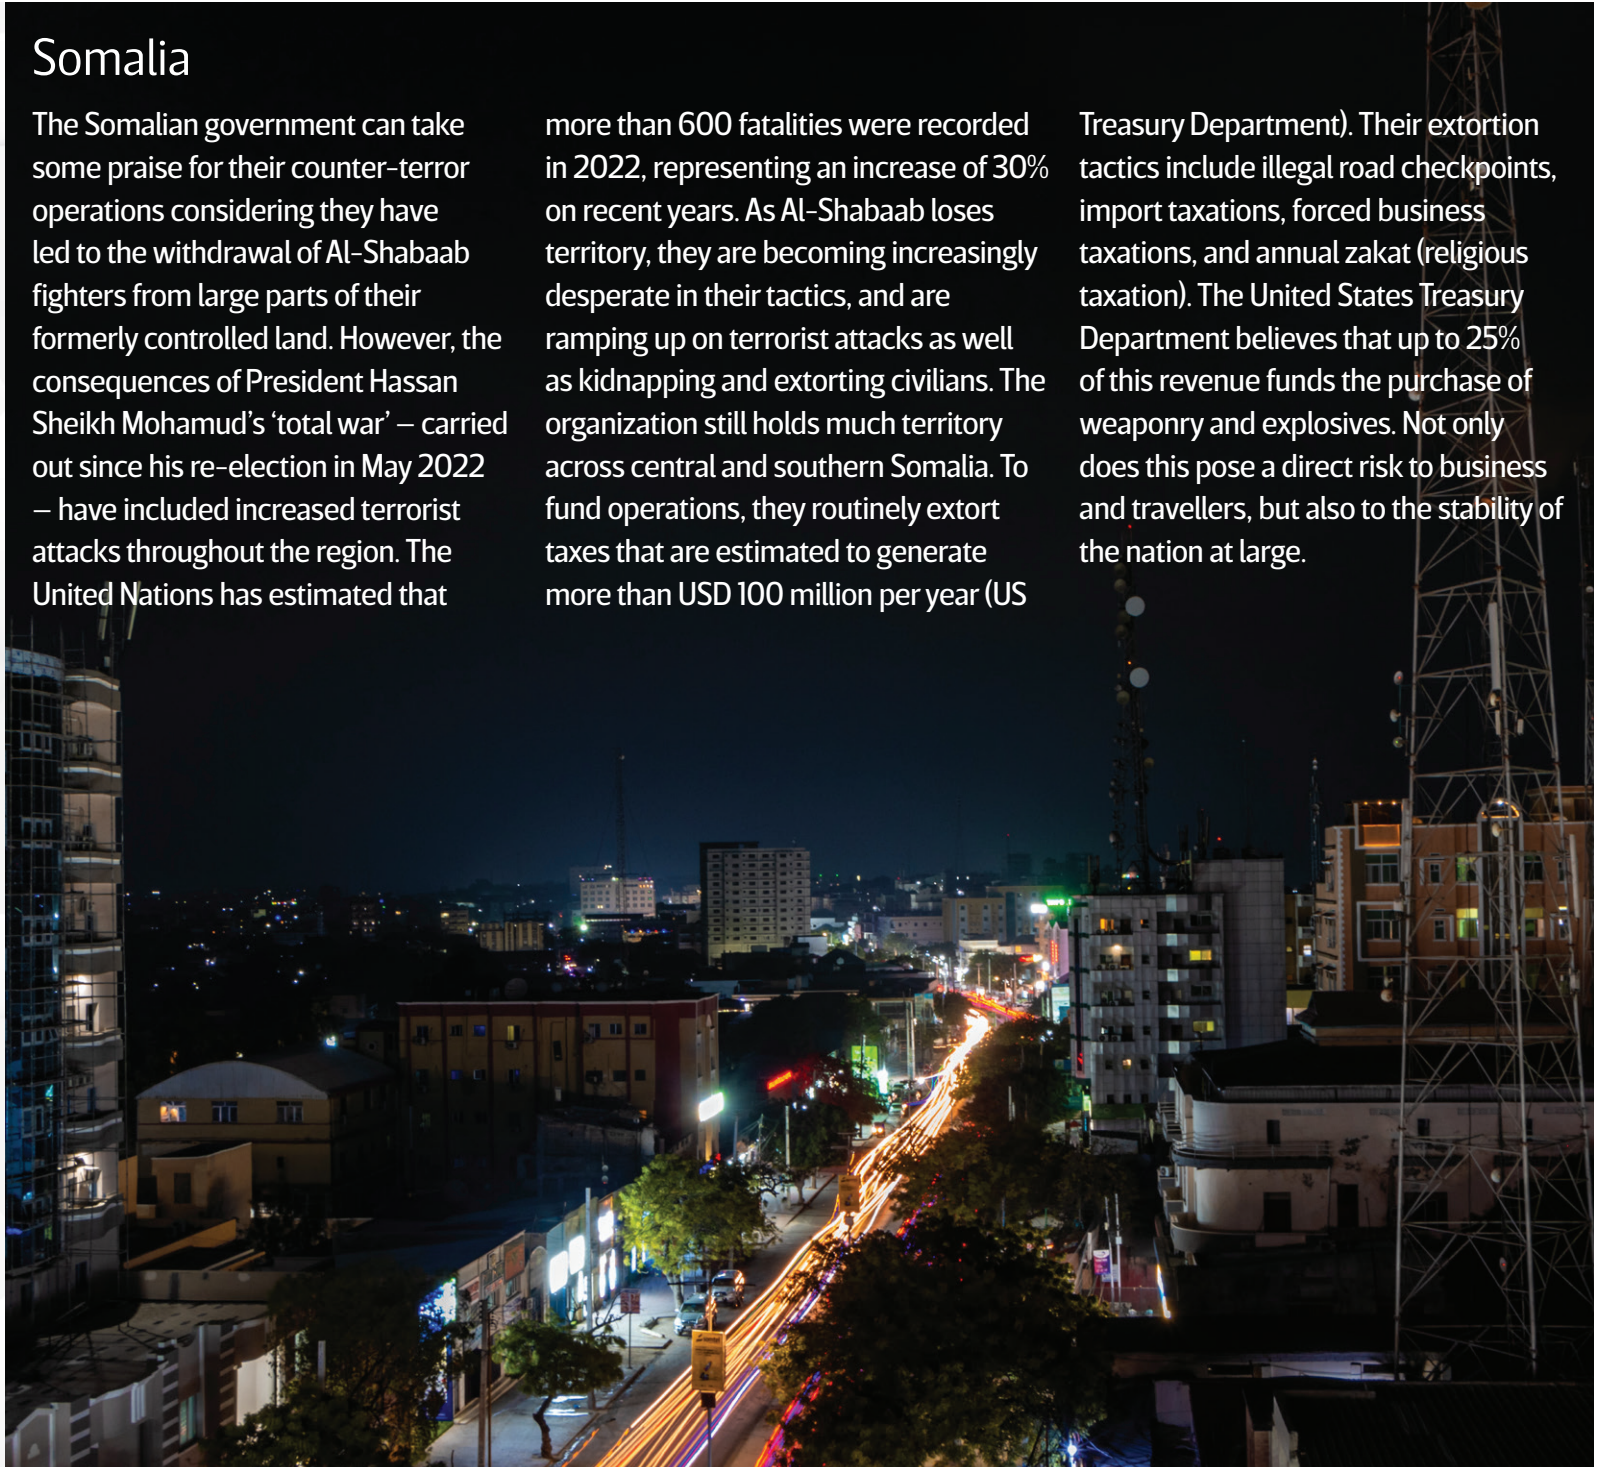 Somalia
The Somalian government can take
some praise for their counter-terror
operations considering they have
led to the withdrawal of Al-Shabaab
fighters from large parts of their
formerly controlled land. However, the
consequences of President Hassan
Sheikh Mohamud's ‘total war’ – carried
out since his re-election in May 2022
– have included increased terrorist
attacks throughout the region. The
United Nations has estimated that
more than 600 fatalities were recorded
in 2022, representing an increase of 30%
on recent years. As Al-Shabaab loses
territory, they are becoming increasingly
desperate in their tactics, and are
ramping up on terrorist attacks as well
as kidnapping and extorting civilians. The
organization still holds much territory
across central and southern Somalia. To
fund operations, they routinely extort
taxes that are estimated to generate
more than USD 100 million per year (US
Treasury Department). Their extortion
tactics include illegal road checkpoints,
import taxations, forced business
taxations, and annual zakat (religious
taxation). The United States Treasury
Department believes that up to 25%
of this revenue funds the purchase of
weaponry and explosives. Not only
does this pose a direct risk to business
and travellers, but also to the stability of
the nation at large.